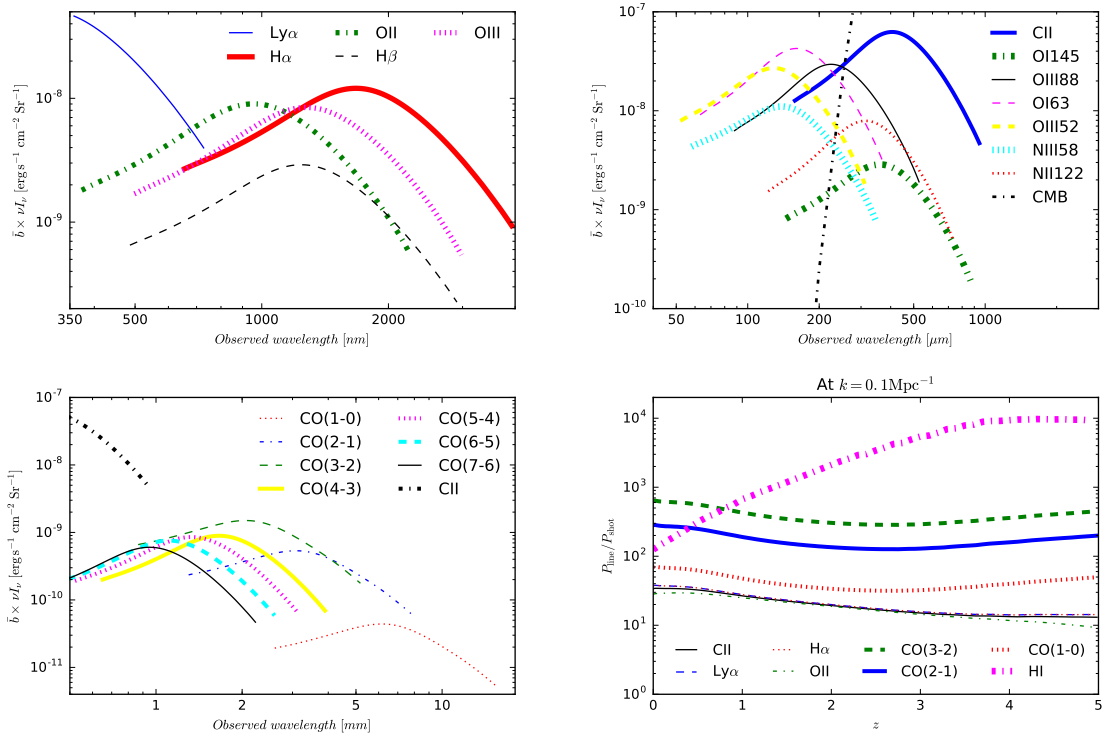 10⁻⁸
10⁻⁹
b̄ × νI_ν [erg s⁻¹ cm⁻² Sr⁻¹]
Lyα
Hα
OII
Hβ
OIII
350
500
1000
2000
Observed wavelength [nm]
10⁻⁷
10⁻⁸
10⁻⁹
10⁻¹⁰
b̄ × νI_ν [erg s⁻¹ cm⁻² Sr⁻¹]
CII
OI145
OIII88
OI63
OIII52
NIII58
NII122
CMB
50
100
200
500
1000
Observed wavelength [μm]
10⁻⁷
10⁻⁸
10⁻⁹
10⁻¹⁰
10⁻¹¹
b̄ × νI_ν [erg s⁻¹ cm⁻² Sr⁻¹]
CO(1-0)
CO(2-1)
CO(3-2)
CO(4-3)
CO(5-4)
CO(6-5)
CO(7-6)
CII
1
2
5
10
Observed wavelength [mm]
At k = 0.1Mpc⁻¹
10⁴
10³
10²
10¹
10⁰
P_line/P_shot
CII
Lyα
Hα
OII
CO(3-2)
CO(2-1)
CO(1-0)
HI
0
1
2
3
4
5
z